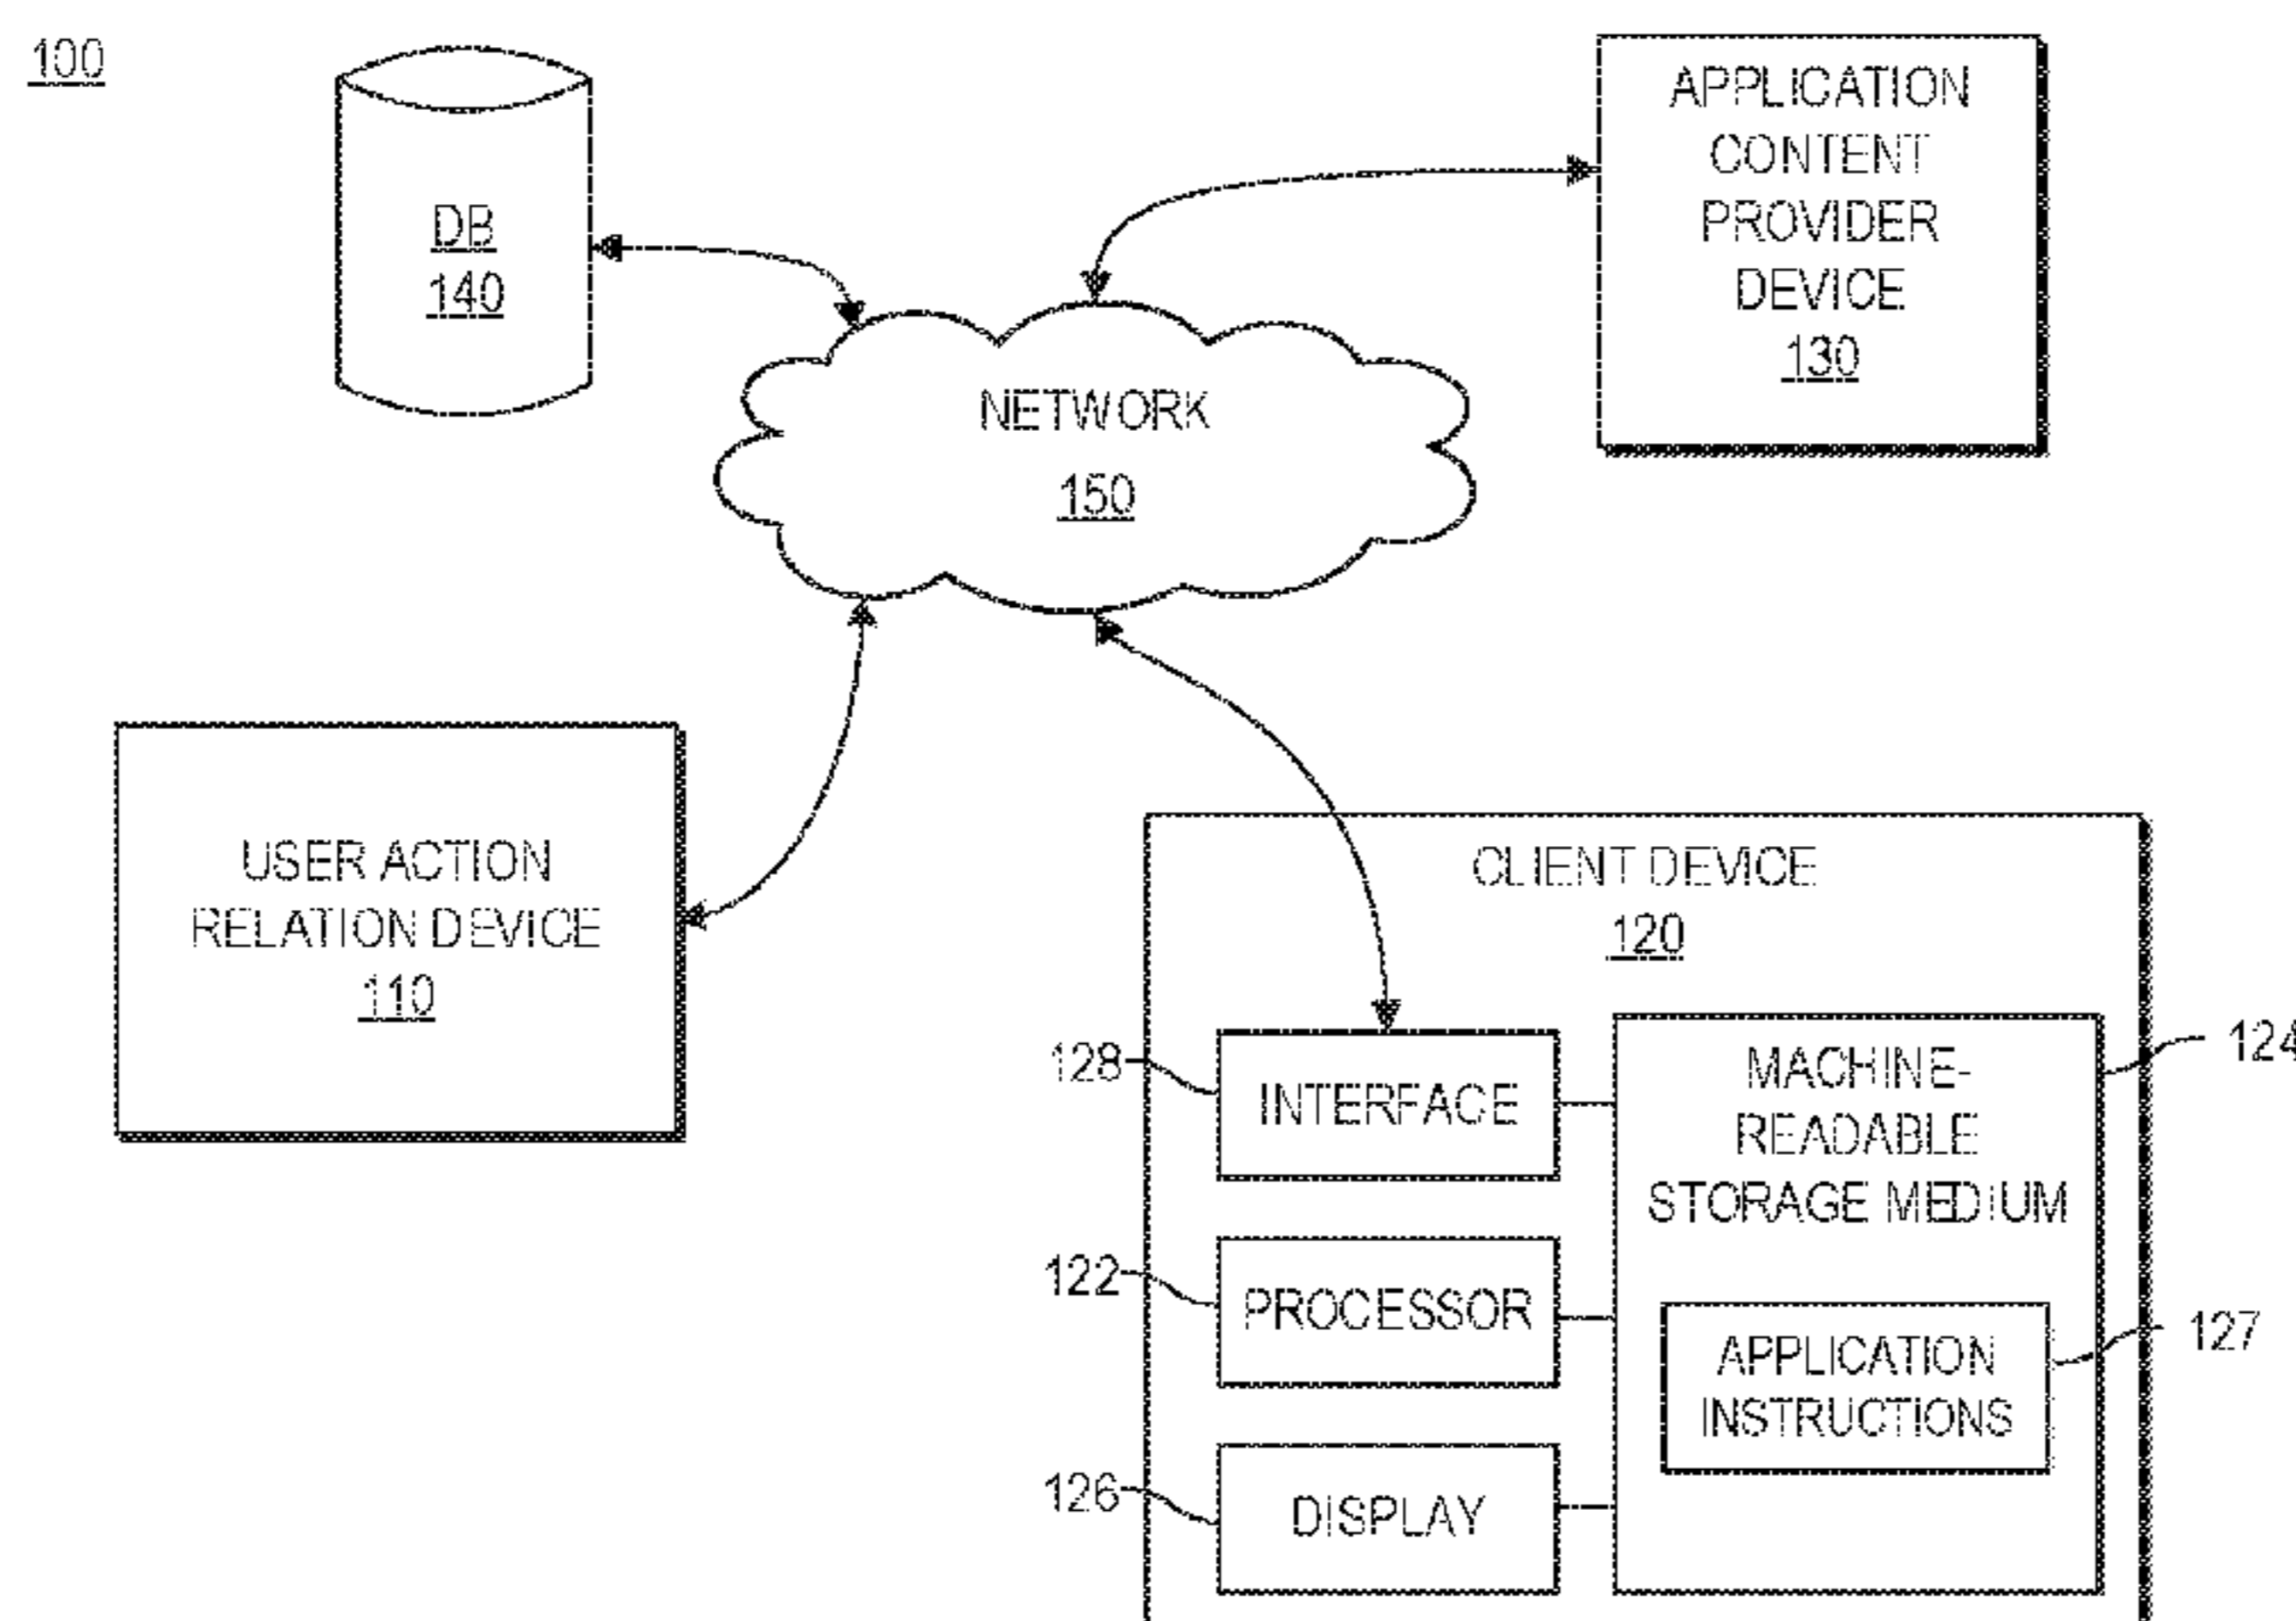 100
DB
140
APPLICATION
CONTENT
PROVIDER
DEVICE
130
NETWORK
150
USER ACTION
RELATION DEVICE
110
CLIENT DEVICE
120
128
INTERFACE
MACHINE-
READABLE
STORAGE MEDIUM
124
122
PROCESSOR
APPLICATION
INSTRUCTIONS
127
126
DISPLAY